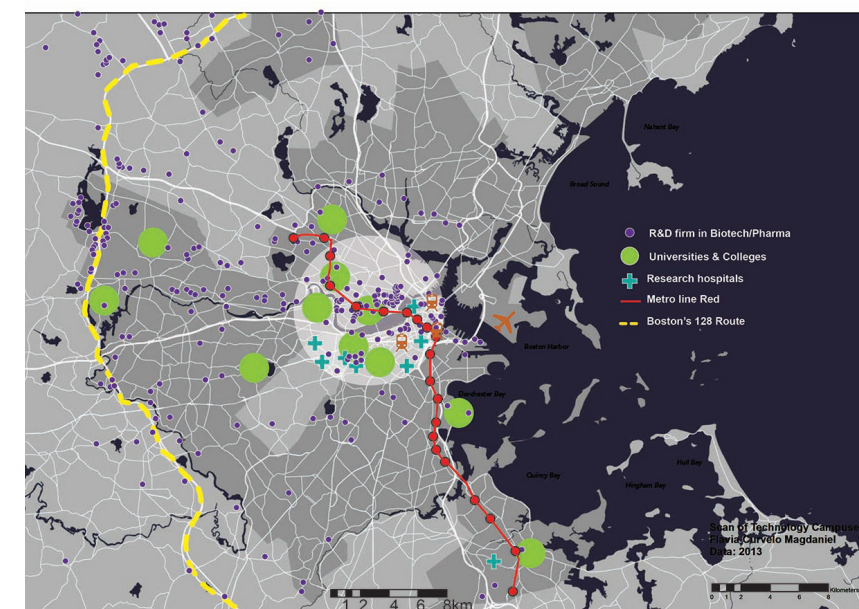 Nahant Bay
Broad Sound
R&D firm in Biotech/Pharma
Universities & Colleges
Research hospitals
Metro line Red
Boston's 128 Route
Boston Harbor
Dorchester Bay
Quincy Bay
Hull Bay
Hingham Bay
Scan of Technology Campuse
Flavia Curvelo Magdaniel
Data: 2013
0 1 2 4 6 8 Kilometers
1 2 4 6 8km